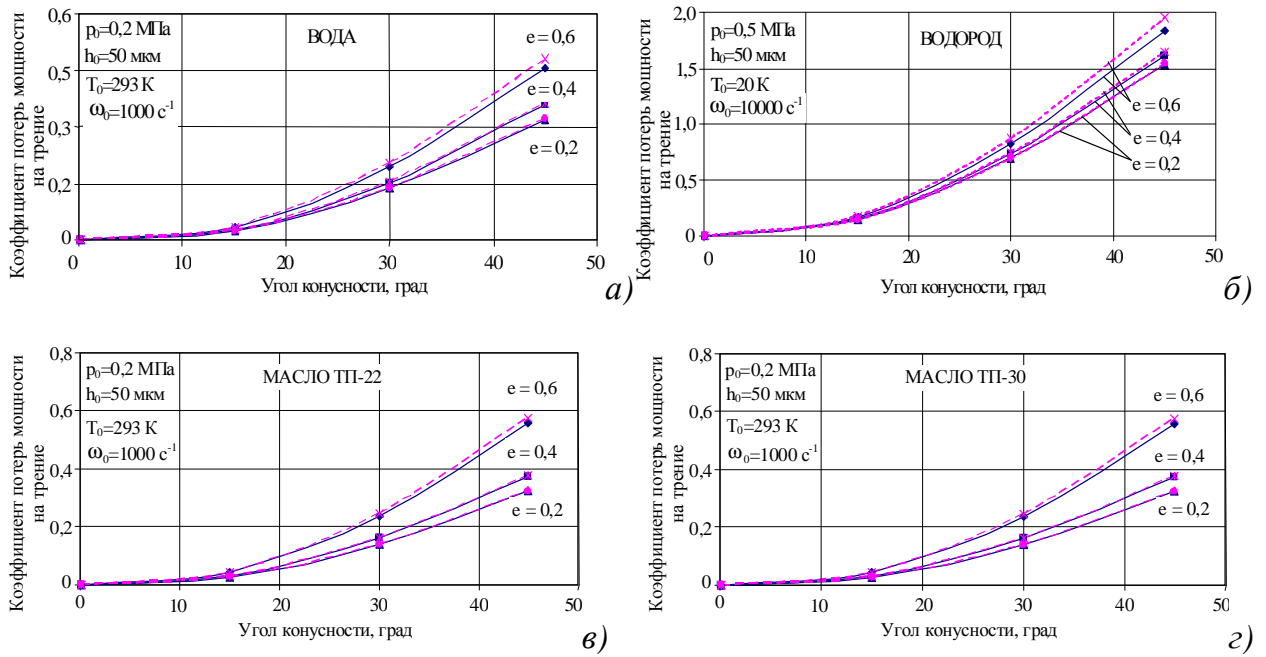 Коэффициент потерь мощности
на трение
0,6
0,5
0,3
0,2
0
p₀=0,2 МПа
h₀=50 мкм
T₀=293 К
ω₀=1000 с⁻¹
ВОДА
e = 0,6
e = 0,4
e = 0,2
0 10 20 30 40 50
Угол конусности, град
а)
Коэффициент потерь мощности
на трение
2,0
1,5
1,0
0,5
0
p₀=0,5 МПа
h₀=50 мкм
T₀=20 К
ω₀=10000 с⁻¹
ВОДОРОД
e = 0,6
e = 0,4
e = 0,2
0 10 20 30 40 50
Угол конусности, град
б)
Коэффициент потерь мощности
на трение
0,8
0,6
0,4
0,2
0
p₀=0,2 МПа
h₀=50 мкм
T₀=293 К
ω₀=1000 с⁻¹
МАСЛО ТП-22
e = 0,6
e = 0,4
e = 0,2
0 10 20 30 40 50
Угол конусности, град
в)
Коэффициент потерь мощности
на трение
0,8
0,6
0,4
0,2
0
p₀=0,2 МПа
h₀=50 мкм
T₀=293 К
ω₀=1000 с⁻¹
МАСЛО ТП-30
e = 0,6
e = 0,4
e = 0,2
0 10 20 30 40 50
Угол конусности, град
г)